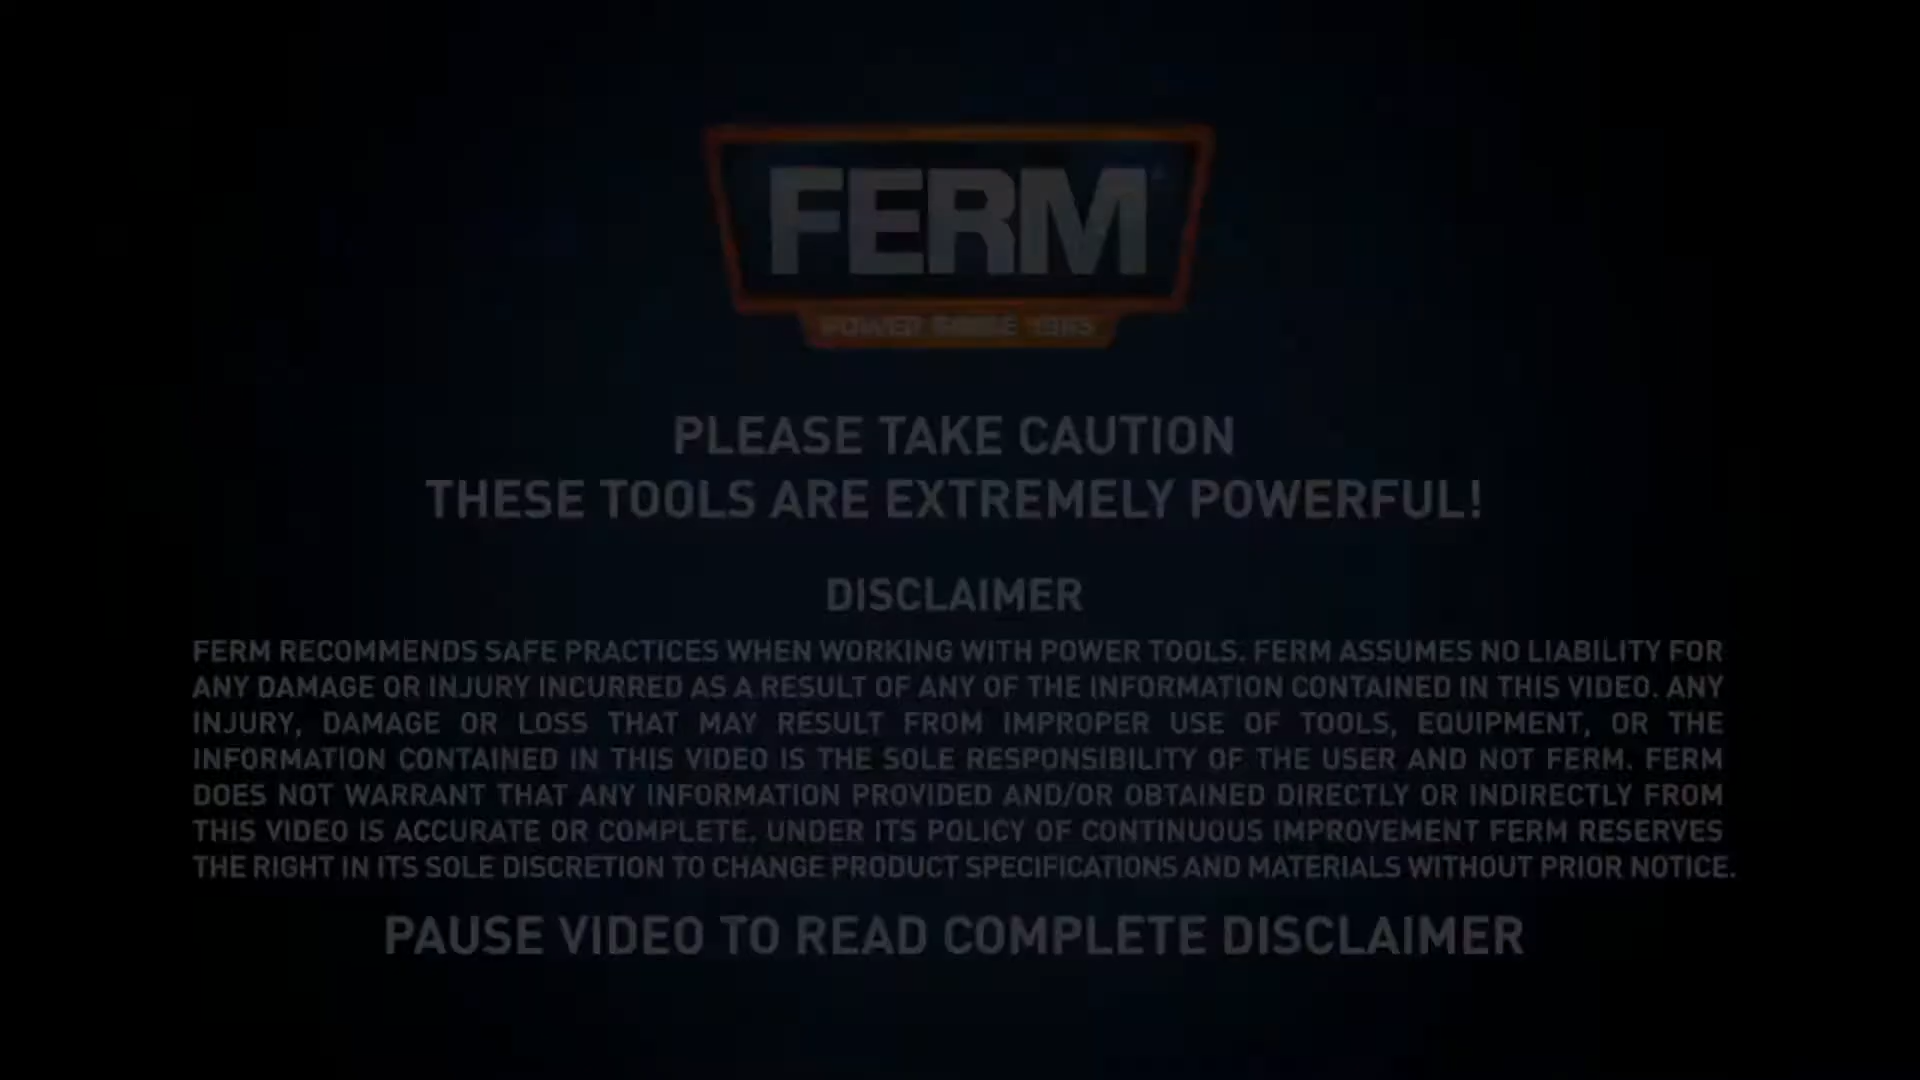 FERM
POWER SINCE 1965
PLEASE TAKE CAUTION
THESE TOOLS ARE EXTREMELY POWERFUL!
DISCLAIMER
FERM RECOMMENDS SAFE PRACTICES WHEN WORKING WITH POWER TOOLS. FERM ASSUMES NO LIABILITY FOR
ANY DAMAGE OR INJURY INCURRED AS A RESULT OF ANY OF THE INFORMATION CONTAINED IN THIS VIDEO. ANY
INJURY, DAMAGE OR LOSS THAT MAY RESULT FROM IMPROPER USE OF TOOLS, EQUIPMENT, OR THE
INFORMATION CONTAINED IN THIS VIDEO IS THE SOLE RESPONSIBILITY OF THE USER AND NOT FERM. FERM
DOES NOT WARRANT THAT ANY INFORMATION PROVIDED AND/OR OBTAINED DIRECTLY OR INDIRECTLY FROM
THIS VIDEO IS ACCURATE OR COMPLETE. UNDER ITS POLICY OF CONTINUOUS IMPROVEMENT FERM RESERVES
THE RIGHT IN ITS SOLE DISCRETION TO CHANGE PRODUCT SPECIFICATIONS AND MATERIALS WITHOUT PRIOR NOTICE.
PAUSE VIDEO TO READ COMPLETE DISCLAIMER